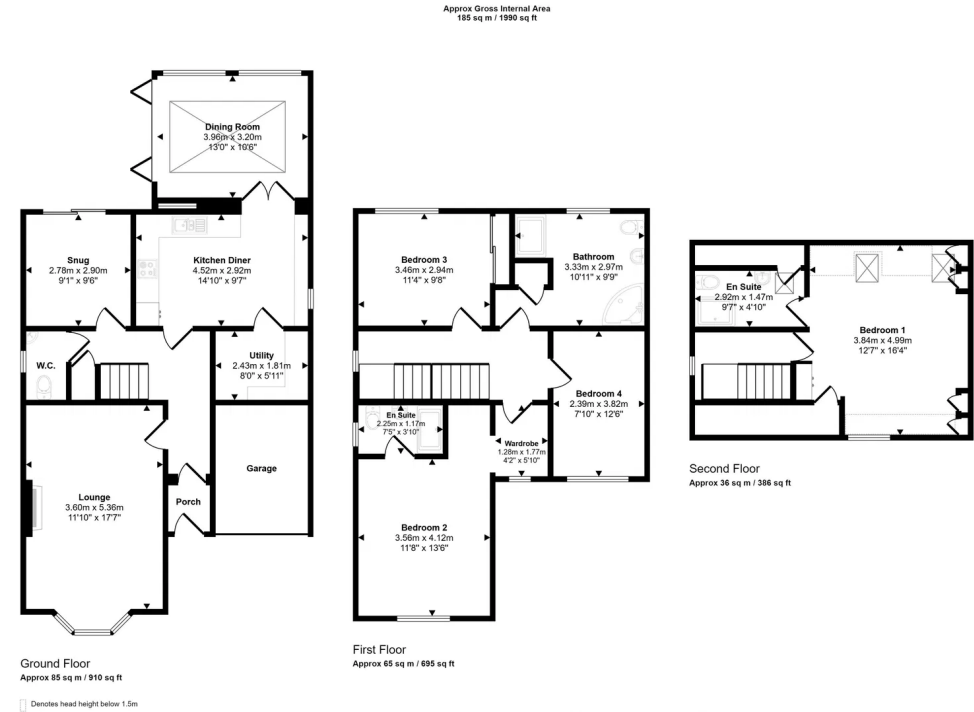 Approx Gross Internal Area
185 sq m / 1990 sq ft
Dining Room
3.96m x 3.20m
13'0" x 10'6"
Snug
2.78m x 2.90m
9'1" x 9'6"
Kitchen Diner
4.52m x 2.92m
14'10" x 9'7"
W.C.
Utility
2.43m x 1.81m
8'0" x 5'11"
Lounge
3.60m x 5.36m
11'10" x 17'7"
Porch
Garage
Ground Floor
Approx 85 sq m / 910 sq ft
Denotes head height below 1.5m
Bedroom 3
3.46m x 2.94m
11'4" x 9'8"
Bathroom
3.33m x 2.97m
10'11" x 9'9"
Bedroom 4
2.39m x 3.82m
7'10" x 12'6"
En Suite
2.25m x 1.17m
7'5" x 3'10"
Wardrobe
1.28m x 1.77m
4'2" x 5'10"
Bedroom 2
3.56m x 4.12m
11'8" x 13'6"
First Floor
Approx 65 sq m / 695 sq ft
En Suite
2.92m x 1.47m
9'7" x 4'10"
Bedroom 1
3.84m x 4.99m
12'7" x 16'4"
Second Floor
Approx 36 sq m / 386 sq ft